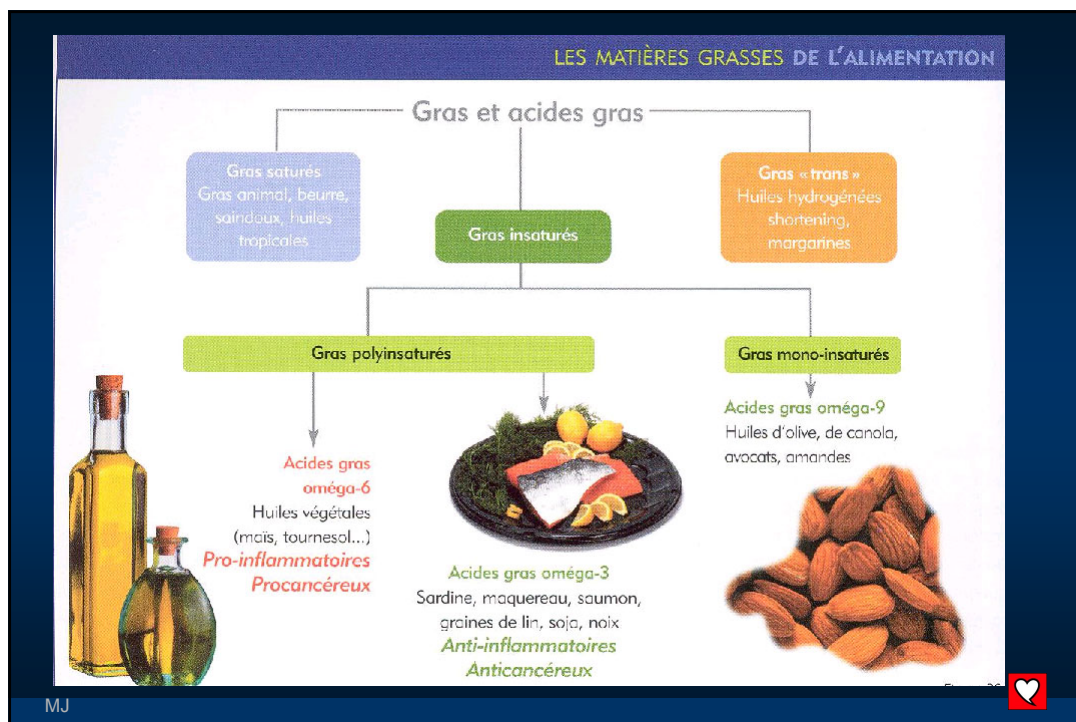 LES MATIÈRES GRASSES DE L'ALIMENTATION
Gras et acides gras
Gras saturés
Gras animal, beurre,
saindoux, huiles
tropicales
Gras «trans»
Huiles hydrogénées
shortening,
margarines
Gras insaturés
Gras polyinsaturés
Gras mono-insaturés
Acides gras
oméga-6
Huiles végétales
(maïs, tournesol...)
Pro-inflammatoires
Procancéreux
Acides gras oméga-3
Sardine, maquereau, saumon,
graines de lin, soja, noix
Anti-inflammatoires
Anticancéreux
Acides gras oméga-9
Huiles d'olive, de canola,
avocats, amandes
MJ